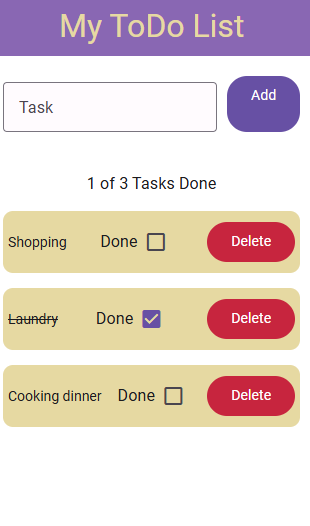 My ToDo List
Task
Add
1 of 3 Tasks Done
Shopping Done Delete
Laundry Done Delete
Cooking dinner Done Delete